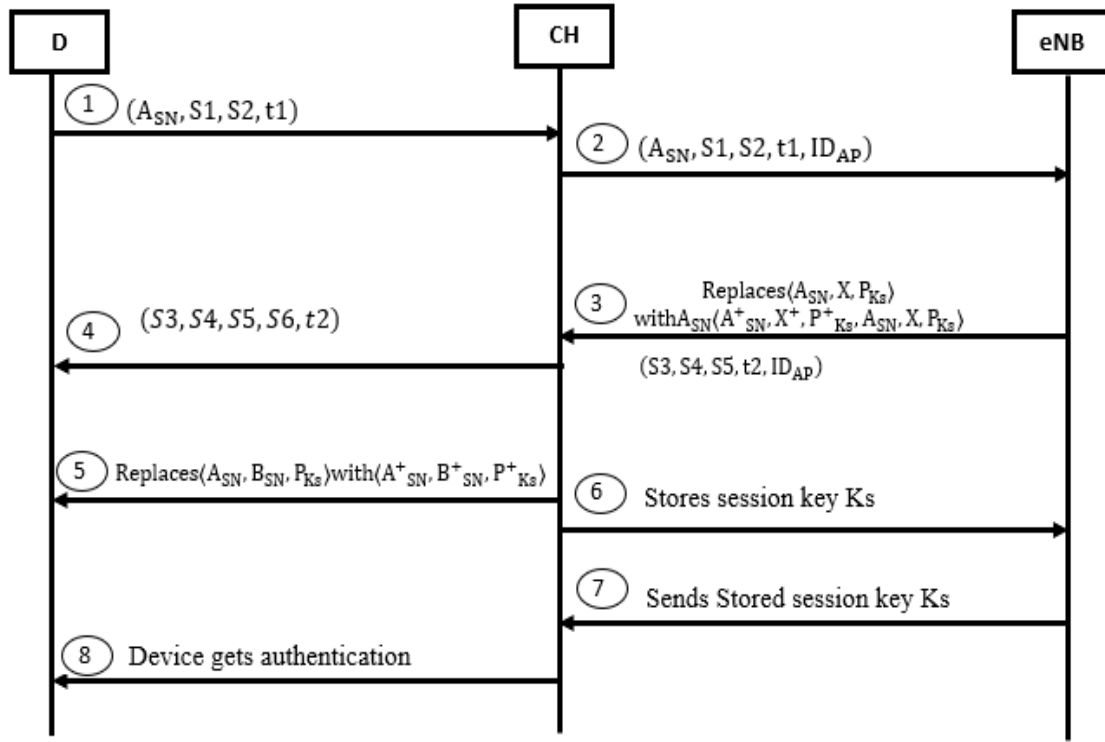 D
CH
eNB
1 (A_SN, S1, S2, t1)
2 (A_SN, S1, S2, t1, ID_AP)
3 Replaces⟨A_SN, X, P_Ks⟩
withA_SN⟨A⁺_SN, X⁺, P⁺_Ks, A_SN, X, P_Ks⟩
(S3, S4, S5, t2, ID_AP)
4 (S3, S4, S5, S6, t2)
5 Replaces⟨A_SN, B_SN, P_Ks⟩with⟨A⁺_SN, B⁺_SN, P⁺_Ks⟩
6 Stores session key Ks
7 Sends Stored session key Ks
8 Device gets authentication